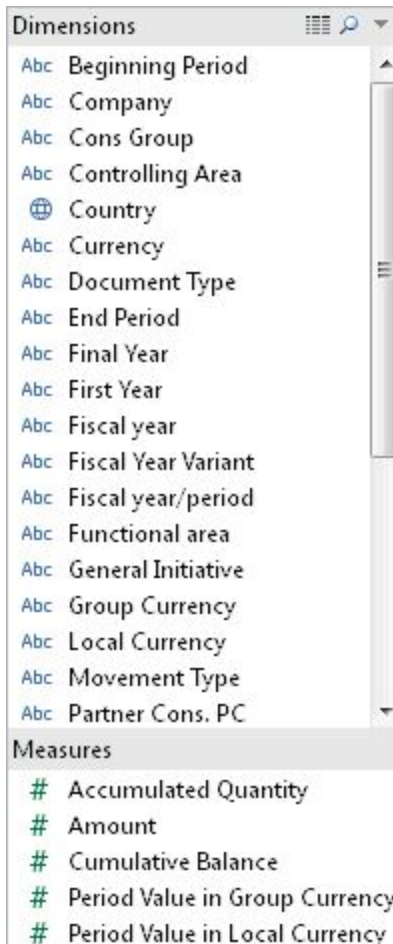 Dimensions
Abc Beginning Period
Abc Company
Abc Cons Group
Abc Controlling Area
Country
Abc Currency
Abc Document Type
Abc End Period
Abc Final Year
Abc First Year
Abc Fiscal year
Abc Fiscal Year Variant
Abc Fiscal year/period
Abc Functional area
Abc General Initiative
Abc Group Currency
Abc Local Currency
Abc Movement Type
Abc Partner Cons. PC
Measures
# Accumulated Quantity
# Amount
# Cumulative Balance
# Period Value in Group Currency
# Period Value in Local Currency